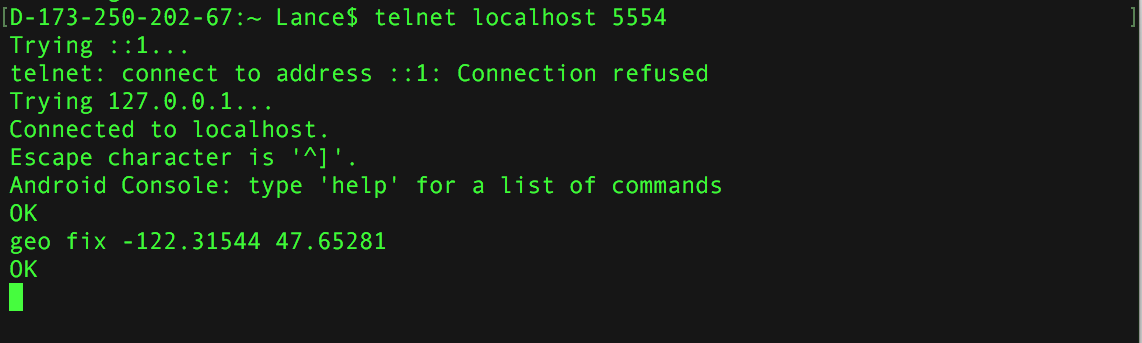 [D-173-250-202-67:~ Lance$ telnet localhost 5554 ]
Trying ::1...
telnet: connect to address ::1: Connection refused
Trying 127.0.0.1...
Connected to localhost.
Escape character is '^]'.
Android Console: type 'help' for a list of commands
OK
geo fix -122.31544 47.65281
OK